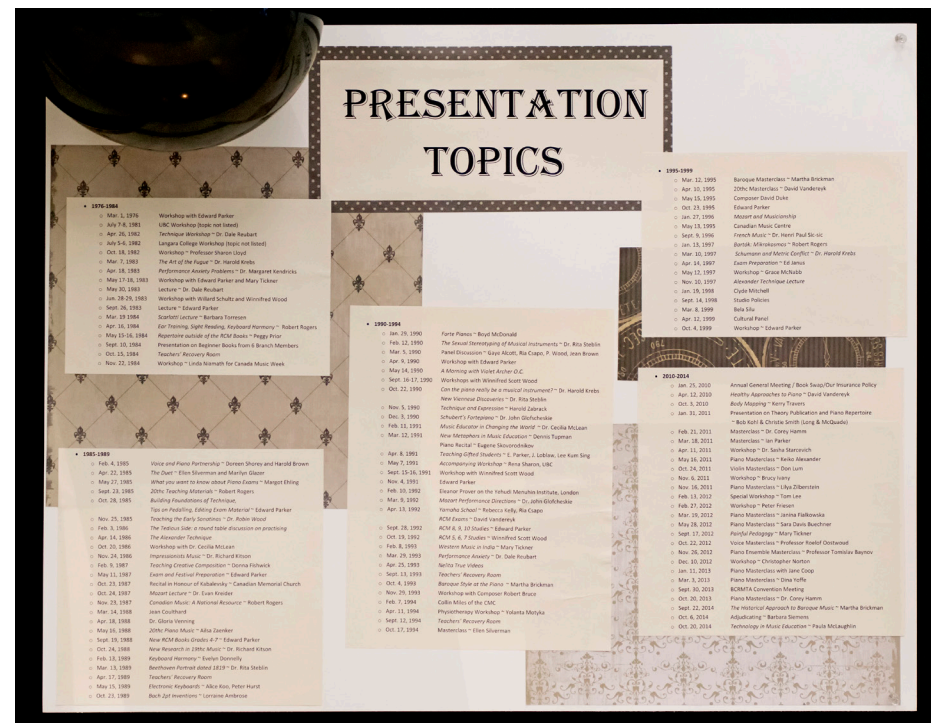 PRESENTATION
TOPICS
• 1976-1984
o Mar. 1, 1976 Workshop with Edward Parker
o July 7-8, 1981 UBC Workshop (topic not listed)
o Apr. 26, 1982 Technique Workshop ~ Dr. Dale Reubart
o July 5-6, 1982 Langara College Workshop (topic not listed)
o Oct. 18, 1982 Workshop ~ Professor Sharon Lloyd
o Mar. 7, 1983 The Art of the Fugue ~ Dr. Harold Krebs
o Apr. 18, 1983 Performance Anxiety Problems ~ Dr. Margaret Kendricks
o May 17-18, 1983 Workshop with Edward Parker and Mary Tickner
o May 30, 1983 Lecture ~ Dr. Dale Reubart
o Jun. 28-29, 1983 Workshop with Willard Schultz and Winnifred Wood
o Sept. 26, 1983 Lecture ~ Edward Parker
o Mar. 19 1984 Scarlatti Lecture ~ Barbara Torresen
o Apr. 16, 1984 Ear Training, Sight Reading, Keyboard Harmony ~ Robert Rogers
o May 15-16, 1984 Repertoire outside of the RCM Books ~ Peggy Prior
o Sept. 10, 1984 Presentation on Beginner Books from 6 Branch Members
o Oct. 15, 1984 Teachers' Recovery Room
o Nov. 22, 1984 Workshop ~ Linda Niamath for Canada Music Week
• 1985-1989
o Feb. 4, 1985 Voice and Piano Partnership ~ Doreen Shorey and Harold Brown
o Apr. 22, 1985 The Duet ~ Ellen Silverman and Marilyn Glazer
o May 27, 1985 What you want to know about Piano Exams ~ Margot Ehling
o Sept. 23, 1985 20thc Teaching Materials ~ Robert Rogers
o Oct. 28, 1985 Building Foundations of Technique,
Tips on Pedalling, Editing Exam Material ~ Edward Parker
o Nov. 25, 1985 Teaching the Early Sonatinas ~ Dr. Robin Wood
o Feb. 3, 1986 The Tedious Side: a round table discussion on practising
o Apr. 14, 1986 The Alexander Technique
o Oct. 20, 1986 Workshop with Dr. Cecilia McLean
o Nov. 24, 1986 Impressionists Music ~ Dr. Richard Kitson
o Feb. 9, 1987 Teaching Creative Composition ~ Donna Fishwick
o May 11, 1987 Exam and Festival Preparation ~ Edward Parker
o Oct. 23, 1987 Recital in Honour of Kabalevsky ~ Canadian Memorial Church
o Oct. 24, 1987 Mozart Lecture ~ Dr. Evan Kreider
o Nov. 23, 1987 Canadian Music: A National Resource ~ Robert Rogers
o Mar. 14, 1988 Jean Coulthard
o Apr. 18, 1988 Dr. Gloria Venning
o May 16, 1988 20thc Piano Music ~ Ailsa Zaenker
o Sept. 19, 1988 New RCM Books Grades 4-7 ~ Edward Parker
o Oct. 24, 1988 New Research in 19thc Music ~ Dr. Richard Kitson
o Feb. 13, 1989 Keyboard Harmony ~ Evelyn Donnelly
o Mar. 13, 1989 Beethoven Portrait dated 1819 ~ Dr. Rita Steblin
o Apr. 17, 1989 Teachers' Recovery Room
o May 15, 1989 Electronic Keyboards ~ Alice Koo, Peter Hurst
o Oct. 23, 1989 Bach 2pt Inventions ~ Lorraine Ambrose
• 1990-1984
o Jan. 29, 1990 Forte Pianos ~ Boyd McDonald
o Feb. 12, 1990 The Sexual Stereotyping of Musical Instruments ~ Dr. Rita Steblin
o Mar. 5, 1990 Panel Discussion ~ Gaye Alcott, Ria Csapo, P. Wood, Jean Brown
o Apr. 9, 1990 Workshop with Edward Parker
o May 14, 1990 A Morning with Violet Archer O.C.
o Sept. 16-17, 1990 Workshops with Winnifred Scott Wood
o Oct. 22, 1990 Can the piano really be a musical instrument? ~ Dr. Harold Krebs
New Viennese Discoveries ~ Dr. Rita Steblin
o Nov. 5, 1990 Technique and Expression ~ Harold Zabrack
o Dec. 3, 1990 Schubert's Fortepiano ~ Dr. John Glofscheskie
o Feb. 13, 1991 Music Educator in Changing the World ~ Dr. Cecilia McLean
o Mar. 12, 1991 New Metaphors in Music Education ~ Dennis Tupman
Piano Recital ~ Eugene Skovorodnikov
o Apr. 8, 1991 Teaching Gifted Students ~ E. Parker, J. Loblaw, Lee Kum Sing
o May 7, 1991 Accompanying Workshop ~ Rena Sharon, UBC
o Sept. 15-16, 1991 Workshop with Winnifred Scott Wood
o Nov. 4, 1991 Edward Parker
o Feb. 10, 1992 Eleanor Prover on the Yehudi Menuhin Institute, London
o Mar. 9, 1992 Mozart Performance Directions ~ Dr. John Glofscheskie
o Apr. 13, 1992 Yamaha School ~ Rebecca Kelly, Ria Csapo
RCM Exams ~ David Vandereyk
o Sept. 28, 1992 RCM 8, 9, 10 Studies ~ Edward Parker
o Oct. 19, 1992 RCM 5, 6, 7 Studies ~ Winnifred Scott Wood
o Feb. 8, 1993 Western Music in India ~ Mary Tickner
o Mar. 29, 1993 Performance Anxiety ~ Dr. Dale Reubart
o Apr. 25, 1993 Nelita True Videos
o Sept. 13, 1993 Teachers' Recovery Room
o Oct. 4, 1993 Baroque Style at the Piano ~ Martha Brickman
o Nov. 29, 1993 Workshop with Composer Robert Bruce
o Feb. 7, 1994 Collin Miles of the CMC
o Apr. 11, 1994 Physiotherapy Workshop ~ Yolanta Motyka
o Sept. 12, 1994 Teachers' Recovery Room
o Oct. 17, 1994 Masterclass ~ Ellen Silverman
• 1995-1999
o Mar. 12, 1995 Baroque Masterclass ~ Martha Brickman
o Apr. 10, 1995 20thc Masterclass ~ David Vandereyk
o May 15, 1995 Composer David Duke
o Oct. 23, 1995 Edward Parker
o Jan. 27, 1996 Mozart and Musicianship
o May 13, 1995 Canadian Music Centre
o Sept. 9, 1996 French Music ~ Dr. Henri Paul Sic-sic
o Jan. 13, 1997 Bartók: Mikrokosmos ~ Robert Rogers
o Mar. 10, 1997 Schumann and Metric Conflict ~ Dr. Harold Krebs
o Apr. 14, 1997 Exam Preparation ~ Ed Janus
o May 12, 1997 Workshop ~ Grace McNabb
o Nov. 10, 1997 Alexander Technique Lecture
o Jan. 19, 1998 Clyde Mitchell
o Sept. 14, 1998 Studio Policies
o Mar. 8, 1999 Bela Silu
o Apr. 12, 1999 Cultural Panel
o Oct. 4, 1999 Workshop ~ Edward Parker
• 2010-2014
o Jan. 25, 2010 Annual General Meeting / Book Swap/Our Insurance Policy
o Apr. 12, 2010 Healthy Approaches to Piano ~ David Vandereyk
o Oct. 3, 2010 Body Mapping ~ Kerry Travers
o Jan. 31, 2011 Presentation on Theory Publication and Piano Repertoire
~ Bob Kohl & Christie Smith (Long & McQuads)
o Feb. 21, 2011 Masterclass ~ Dr. Corey Hamm
o Mar. 18, 2011 Masterclass ~ Ian Parker
o Apr. 11, 2011 Workshop ~ Dr. Sasha Starcevich
o May 16, 2011 Piano Masterclass ~ Keiko Alexander
o Oct. 24, 2011 Violin Masterclass ~ Don Lum
o Nov. 6, 2011 Workshop ~ Brucy Ivery
o Nov. 16, 2011 Piano Masterclass ~ Lilya Zilberstein
o Feb. 13, 2012 Special Workshop ~ Tom Lee
o Feb. 27, 2012 Workshop ~ Peter Friesen
o Mar. 19, 2012 Piano Masterclass ~ Janina Fialkowska
o May 28, 2012 Piano Masterclass ~ Sara Davis Buechner
o Sept. 17, 2012 Painful Pedagogy ~ Mary Tickner
o Oct. 22, 2012 Voice Masterclass ~ Professor Roelof Oostwoud
o Nov. 26, 2012 Piano Ensemble Masterclass ~ Professor Tomislav Baynov
o Dec. 10, 2012 Workshop ~ Christopher Norton
o Jan. 11, 2013 Piano Masterclass with Jane Coop
o Mar. 3, 2013 Piano Masterclass ~ Dina Yoffe
o Sept. 30, 2013 BCRMTA Convention Meeting
o Oct. 20, 2013 Piano Masterclass ~ Dr. Corey Hamm
o Sept. 22, 2014 The Historical Approach to Baroque Music ~ Martha Brickman
o Oct. 6, 2014 Adjudicating ~ Barbara Siemens
o Oct. 20, 2014 Technology in Music Education ~ Paula McLaughlin